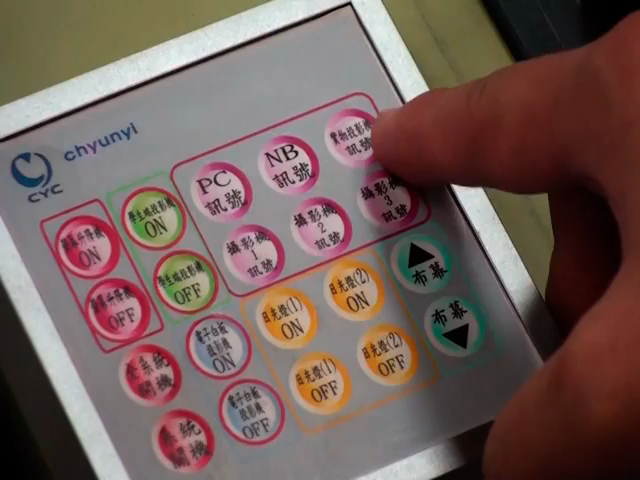 chyunyi
CYC
PC
訊號
NB
訊號
實物投影機
訊號
攝影機
1
訊號
攝影機
2
訊號
攝影機
3
ON
OFF
學生端投影機
ON
學生端投影機
OFF
系統
開機
系統
關機
電子白板
投影機
ON
電子白板
投影機
OFF
日光燈(1)
ON
日光燈(2)
ON
日光燈(1)
OFF
日光燈(2)
OFF
布幕
布幕